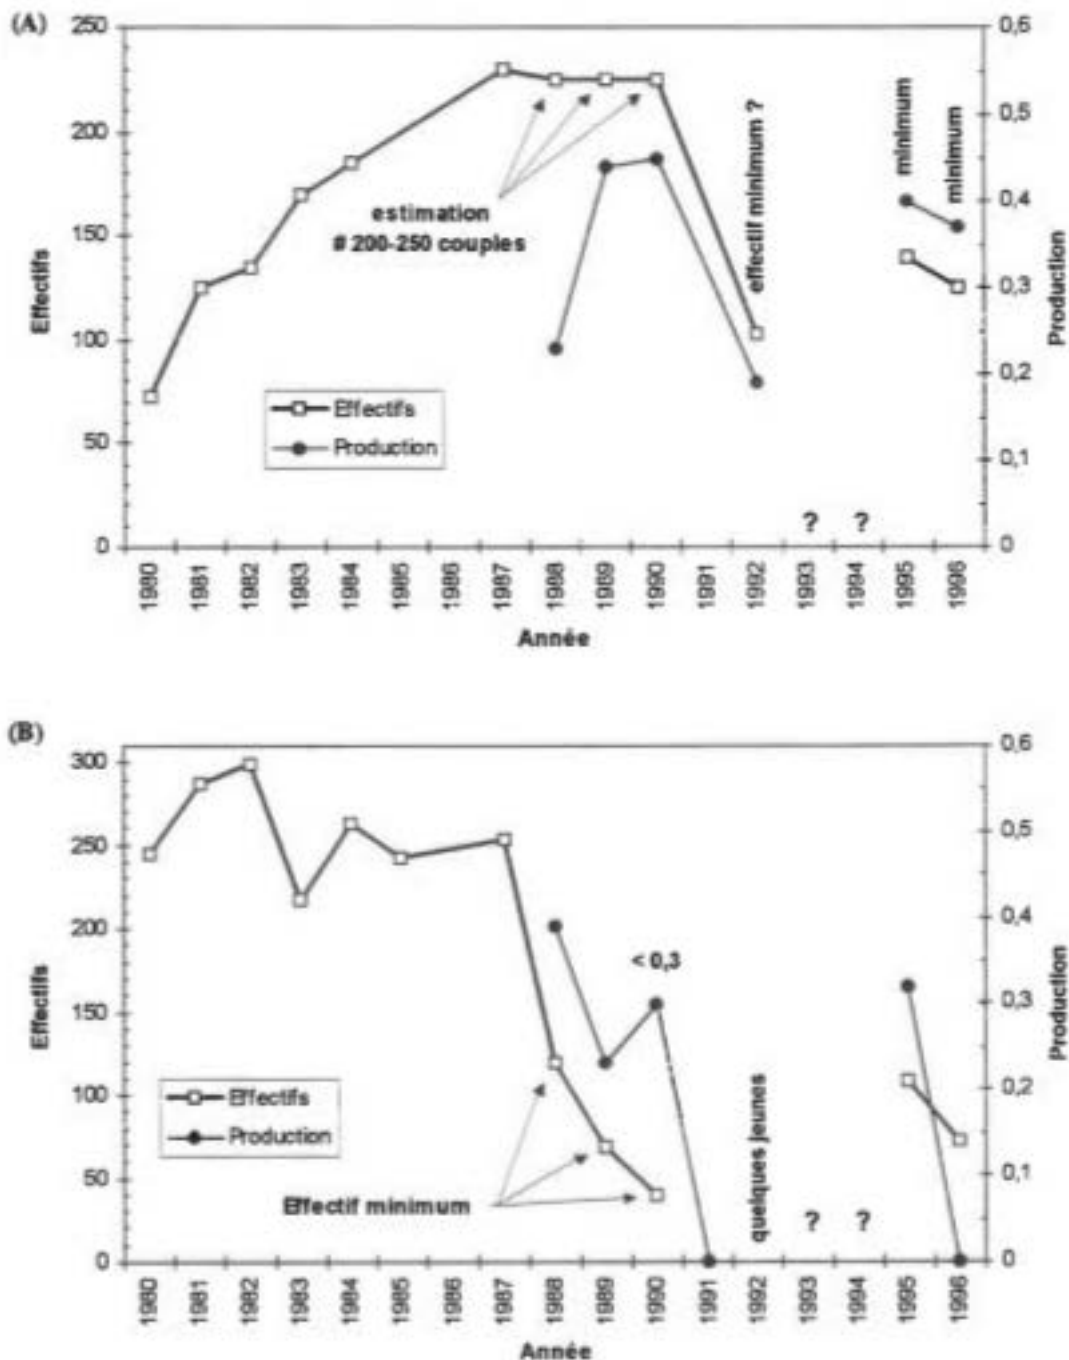 (A)
250
200
150
100
50
0
Effectifs
0,6
0,5
0,4
0,3
0,2
0,1
0
Production
estimation
# 200-250 couples
effectif minimum ?
minimum
minimum
Effectifs
Production
? ?
1980 1981 1982 1983 1984 1985 1986 1987 1988 1989 1990 1991 1992 1993 1994 1995 1996
Année
(B)
300
250
200
150
100
50
0
Effectifs
0,6
0,5
0,4
0,3
0,2
0,1
0
Production
< 0,3
Effectifs
Production
Effectif minimum
quelques jeunes
? ?
1980 1981 1982 1983 1984 1985 1986 1987 1988 1989 1990 1991 1992 1993 1994 1995 1996
Année